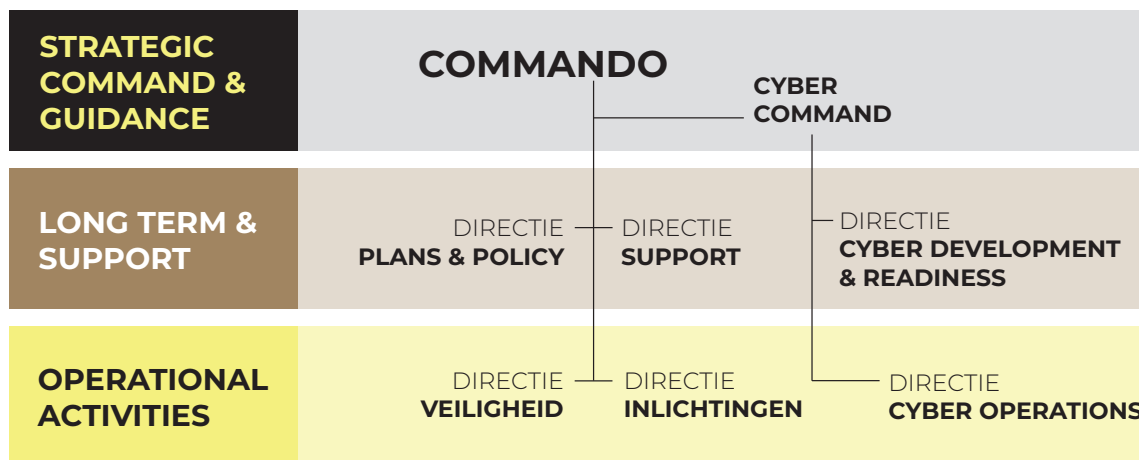 STRATEGIC
COMMAND &
GUIDANCE
COMMANDO
CYBER
COMMAND
LONG TERM &
SUPPORT
DIRECTIE
PLANS & POLICY
DIRECTIE
SUPPORT
DIRECTIE
CYBER DEVELOPMENT
& READINESS
OPERATIONAL
ACTIVITIES
DIRECTIE
VEILIGHEID
DIRECTIE
INLICHTINGEN
DIRECTIE
CYBER OPERATIONS